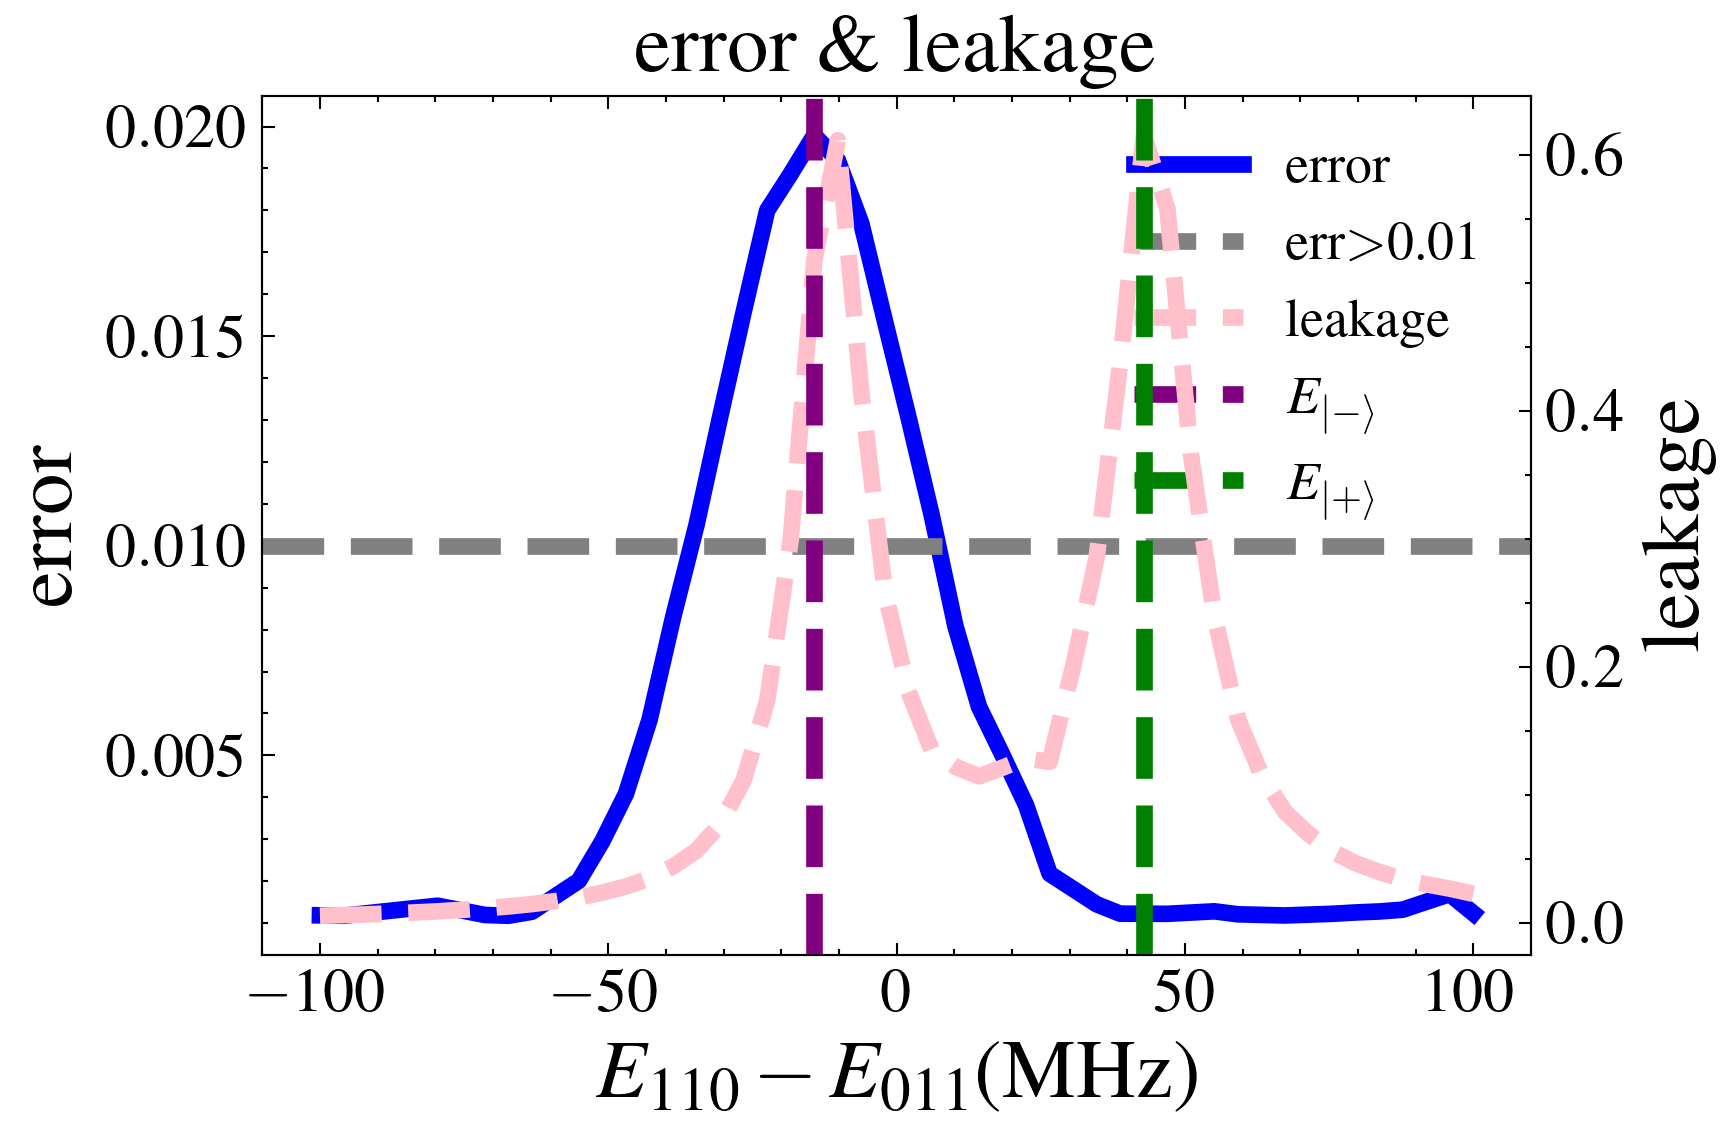 error & leakage
0.020
0.015
0.010
0.005
error
0.6
0.4
0.2
0.0
leakage
error
err>0.01
leakage
E|−⟩
E|+⟩
−100 −50 0 50 100
E110 − E011(MHz)